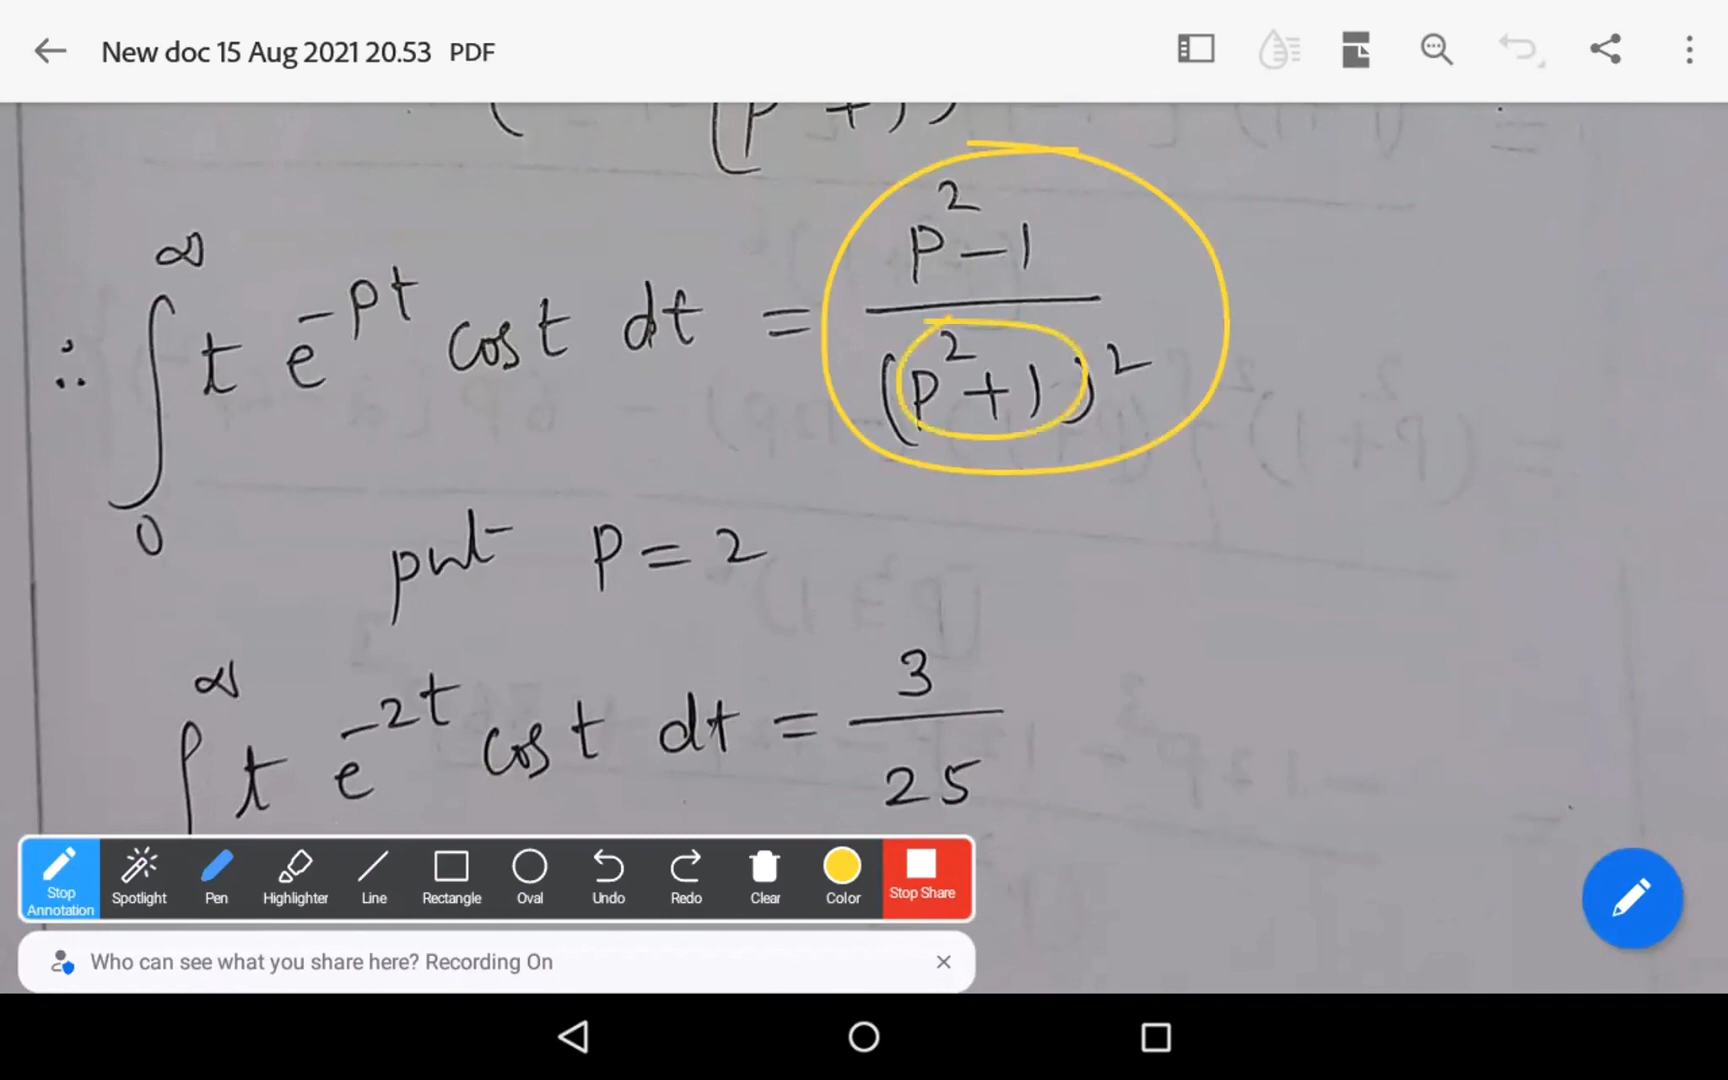 New doc 15 Aug 2021 20.53 PDF
∴ ∫₀^∞ t e^{-pt} cos t dt = (p² - 1) / (p² + 1)²
put p = 2
∫^∞ t e^{-2t} cos t dt = 3/25
Stop Annotation Spotlight Pen Highlighter Line Rectangle Oval Undo Redo Clear Color Stop Share
Who can see what you share here? Recording On